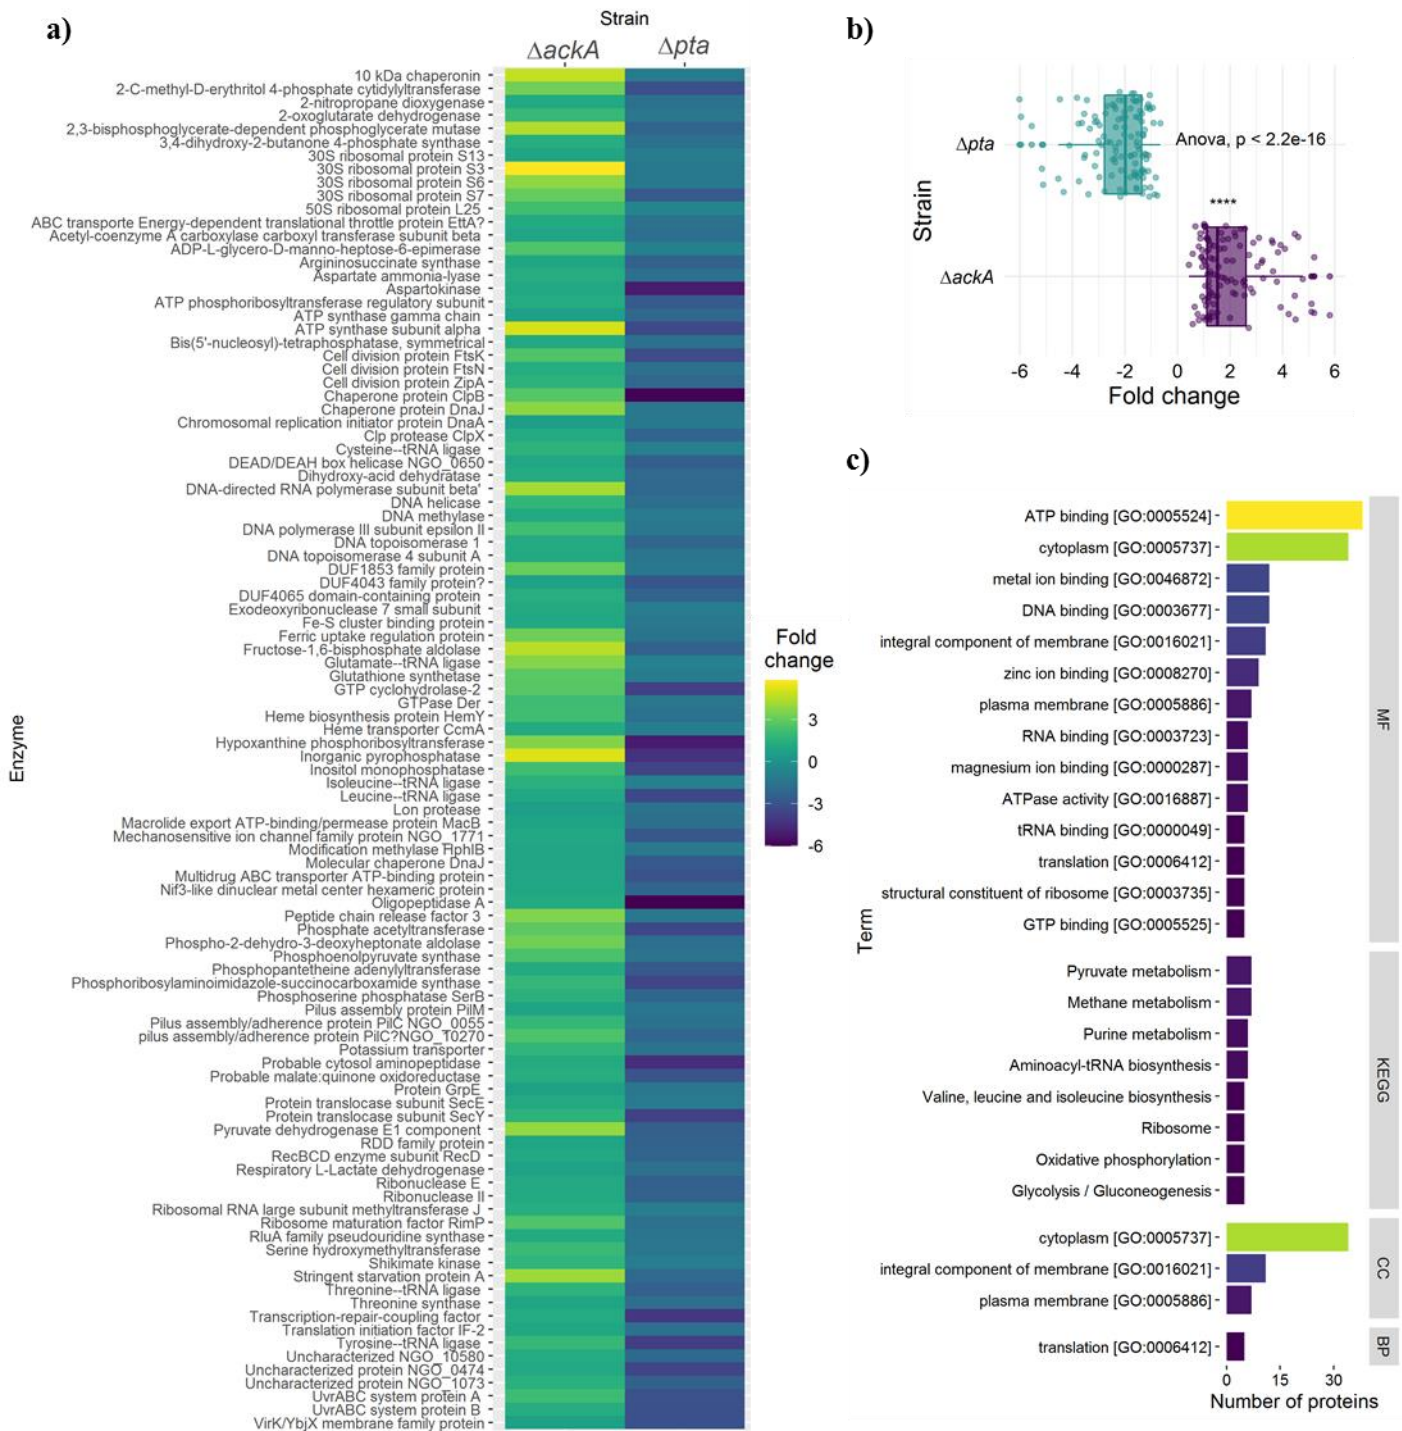 a)
Strain
ΔackA
Δpta
10 kDa chaperonin
2-C-methyl-D-erythritol 4-phosphate cytidylyltransferase
2-nitropropane dioxygenase
2-oxoglutarate dehydrogenase
2,3-bisphosphoglycerate-dependent phosphoglycerate mutase
3,4-dihydroxy-2-butanone 4-phosphate synthase
30S ribosomal protein S13
30S ribosomal protein S3
30S ribosomal protein S6
30S ribosomal protein S7
50S ribosomal protein L25
ABC transporte Energy-dependent translational throttle protein EttA?
Acetyl-coenzyme A carboxylase carboxyl transferase subunit beta
ADP-L-glycero-D-manno-heptose-6-epimerase
Argininosuccinate synthase
Aspartate ammonia-lyase
Aspartokinase
ATP phosphoribosyltransferase regulatory subunit
ATP synthase gamma chain
ATP synthase subunit alpha
Bis(5'-nucleosyl)-tetraphosphatase, symmetrical
Cell division protein FtsK
Cell division protein FtsN
Cell division protein ZipA
Chaperone protein ClpB
Chaperone protein DnaJ
Chromosomal replication initiator protein DnaA
Clp protease ClpX
Cysteine--tRNA ligase
DEAD/DEAH box helicase NGO_0650
Dihydroxy-acid dehydratase
DNA-directed RNA polymerase subunit beta'
DNA helicase
DNA methylase
DNA polymerase III subunit epsilon II
DNA topoisomerase 1
DNA topoisomerase 4 subunit A
DUF1853 family protein
DUF4043 family protein?
DUF4065 domain-containing protein
Exodeoxyribonuclease 7 small subunit
Fe-S cluster binding protein
Ferric uptake regulation protein
Fructose-1,6-bisphosphate aldolase
Glutamate--tRNA ligase
Glutathione synthetase
GTP cyclohydrolase-2
GTPase Der
Heme biosynthesis protein HemY
Heme transporter CcmA
Hypoxanthine phosphoribosyltransferase
Inorganic pyrophosphatase
Inositol monophosphatase
Isoleucine--tRNA ligase
Leucine--tRNA ligase
Lon protease
Macrolide export ATP-binding/permease protein MacB
Mechanosensitive ion channel family protein NGO_1771
Modification methylase HphIB
Molecular chaperone DnaJ
Multidrug ABC transporter ATP-binding protein
Nif3-like dinuclear metal center hexameric protein
Oligopeptidase A
Peptide chain release factor 3
Phosphate acetyltransferase
Phospho-2-dehydro-3-deoxyheptonate aldolase
Phosphoenolpyruvate synthase
Phosphopantetheine adenylyltransferase
Phosphoribosylaminoimidazole-succinocarboxamide synthase
Phosphoserine phosphatase SerB
Pilus assembly protein PilM
Pilus assembly/adherence protein PilC NGO_0055
pilus assembly/adherence protein PilC?NGO_10270
Potassium transporter
Probable cytosol aminopeptidase
Probable malate:quinone oxidoreductase
Protein GrpE
Protein translocase subunit SecE
Protein translocase subunit SecY
Pyruvate dehydrogenase E1 component
RDD family protein
RecBCD enzyme subunit RecD
Respiratory L-Lactate dehydrogenase
Ribonuclease E
Ribonuclease II
Ribosomal RNA large subunit methyltransferase J
Ribosome maturation factor RimP
RluA family pseudouridine synthase
Serine hydroxymethyltransferase
Shikimate kinase
Stringent starvation protein A
Threonine--tRNA ligase
Threonine synthase
Transcription-repair-coupling factor
Translation initiation factor IF-2
Tyrosine--tRNA ligase
Uncharacterized NGO_10580
Uncharacterized protein NGO_0474
Uncharacterized protein NGO_1073
UvrABC system protein A
UvrABC system protein B
VirK/YbjX membrane family protein
Enzyme
Fold
change
3
0
-3
-6
b)
Strain
Δpta
ΔackA
Anova, p < 2.2e-16
****
-6 -4 -2 0 2 4 6
Fold change
c)
Term
ATP binding [GO:0005524]
cytoplasm [GO:0005737]
metal ion binding [GO:0046872]
DNA binding [GO:0003677]
integral component of membrane [GO:0016021]
zinc ion binding [GO:0008270]
plasma membrane [GO:0005886]
RNA binding [GO:0003723]
magnesium ion binding [GO:0000287]
ATPase activity [GO:0016887]
tRNA binding [GO:0000049]
translation [GO:0006412]
structural constituent of ribosome [GO:0003735]
GTP binding [GO:0005525]
MF
Pyruvate metabolism
Methane metabolism
Purine metabolism
Aminoacyl-tRNA biosynthesis
Valine, leucine and isoleucine biosynthesis
Ribosome
Oxidative phosphorylation
Glycolysis / Gluconeogenesis
KEGG
cytoplasm [GO:0005737]
integral component of membrane [GO:0016021]
plasma membrane [GO:0005886]
CC
translation [GO:0006412]
BP
0 15 30
Number of proteins